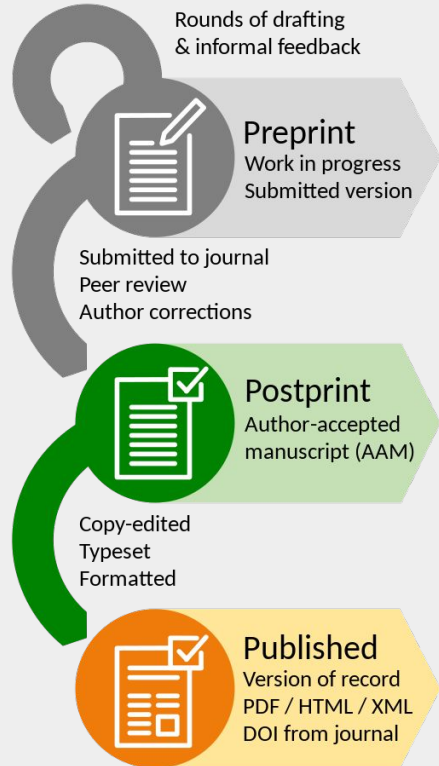 Rounds of drafting
& informal feedback
Preprint
Work in progress
Submitted version
Submitted to journal
Peer review
Author corrections
Postprint
Author-accepted
manuscript (AAM)
Copy-edited
Typeset
Formatted
Published
Version of record
PDF / HTML / XML
DOI from journal